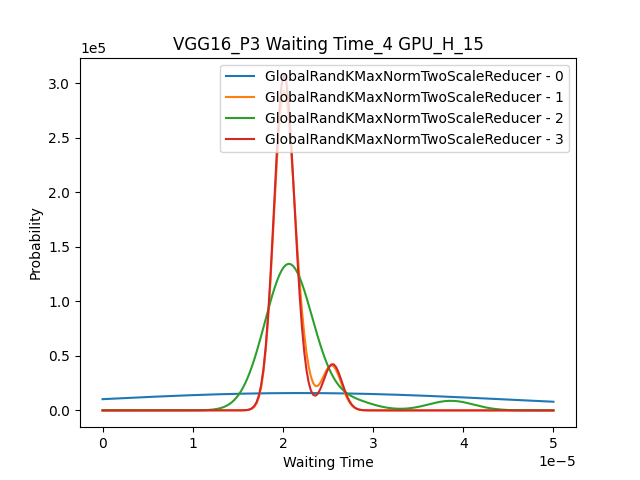 VGG16_P3 Waiting Time_4 GPU_H_15
1e5
GlobalRandKMaxNormTwoScaleReducer - 0
GlobalRandKMaxNormTwoScaleReducer - 1
GlobalRandKMaxNormTwoScaleReducer - 2
GlobalRandKMaxNormTwoScaleReducer - 3
3.0
2.5
2.0
1.5
1.0
0.5
0.0
Probability
0 1 2 3 4 5
1e−5
Waiting Time